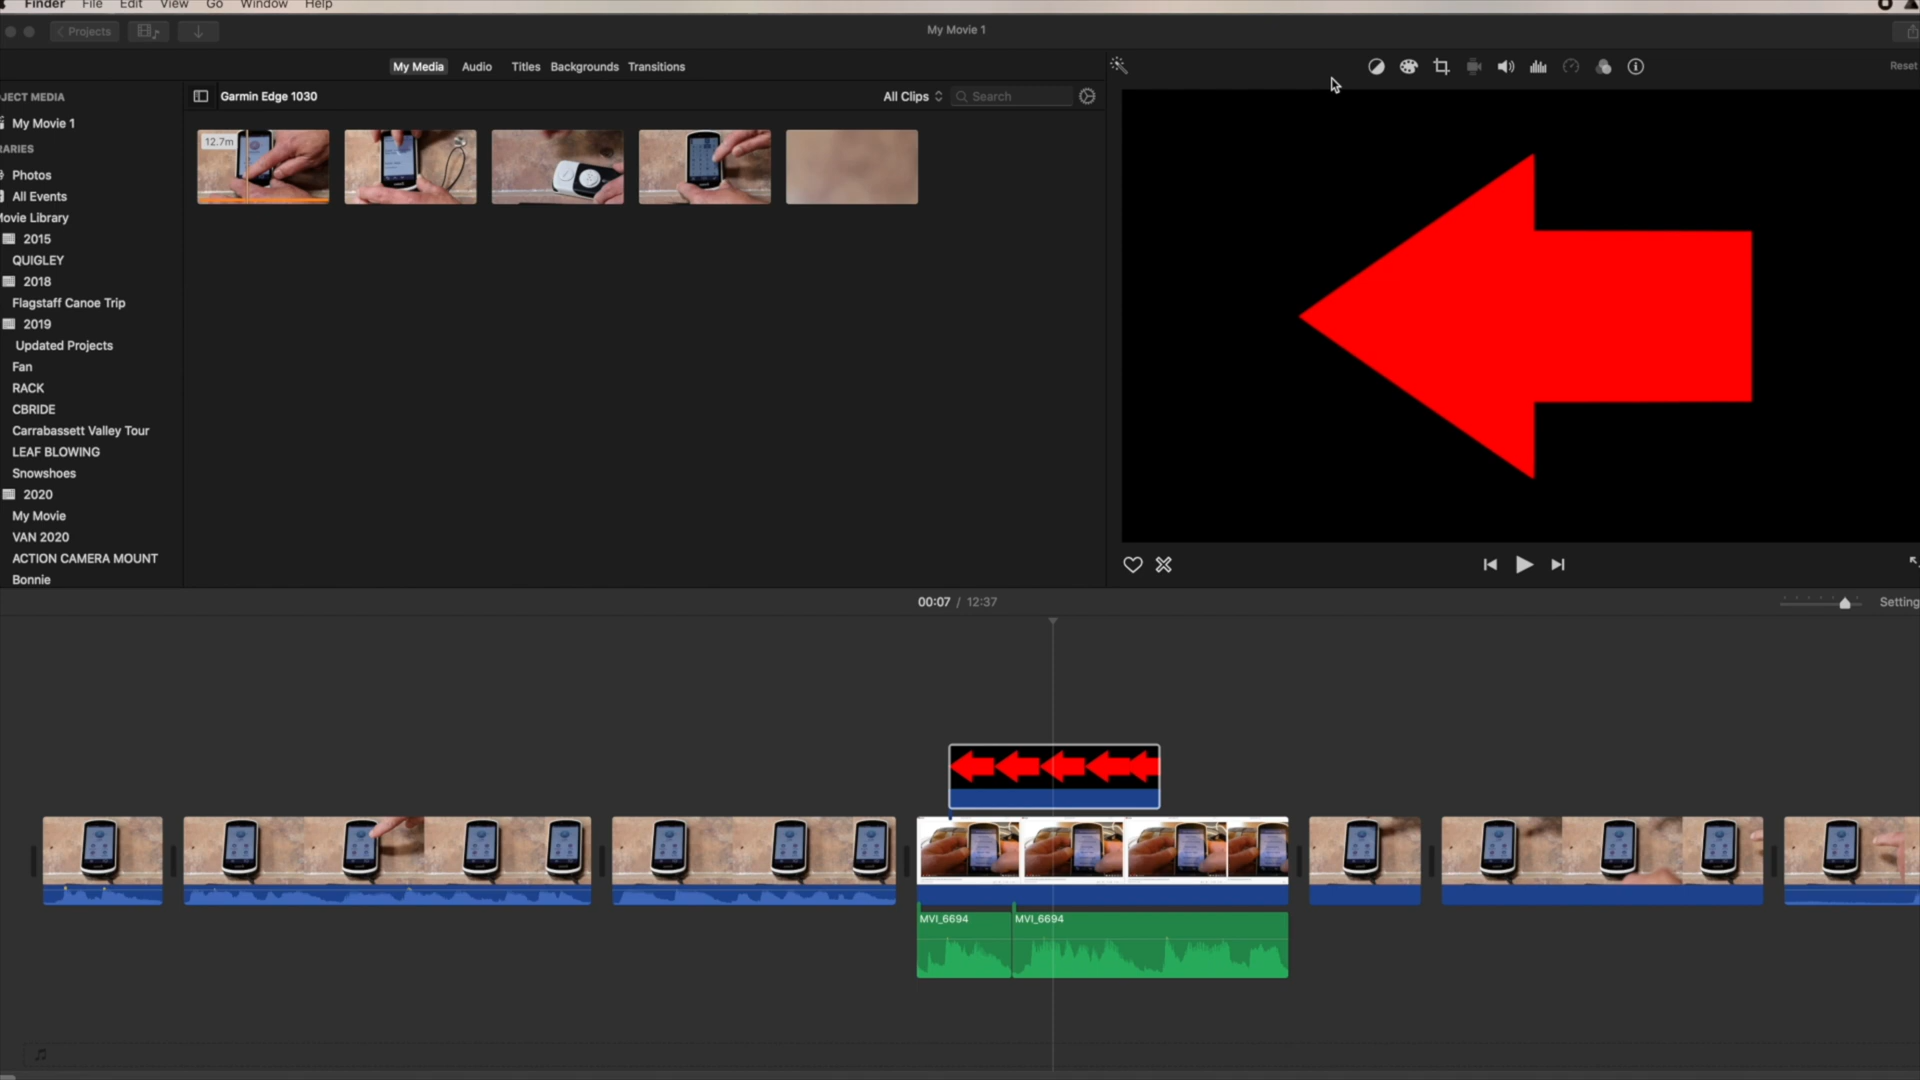 Finder File Edit View Go Window Help
Projects
My Movie 1
My Media Audio Titles Backgrounds Transitions
Reset
JECT MEDIA
My Movie 1
RARIES
Photos
All Events
Movie Library
2015
QUIGLEY
2018
Flagstaff Canoe Trip
2019
Updated Projects
Fan
RACK
CBRIDE
Carrabassett Valley Tour
LEAF BLOWING
Snowshoes
2020
My Movie
VAN 2020
ACTION CAMERA MOUNT
Bonnie
Garmin Edge 1030
All Clips
Search
12.7m
00:07 / 12:37
Setting
MVI_6694
MVI_6694